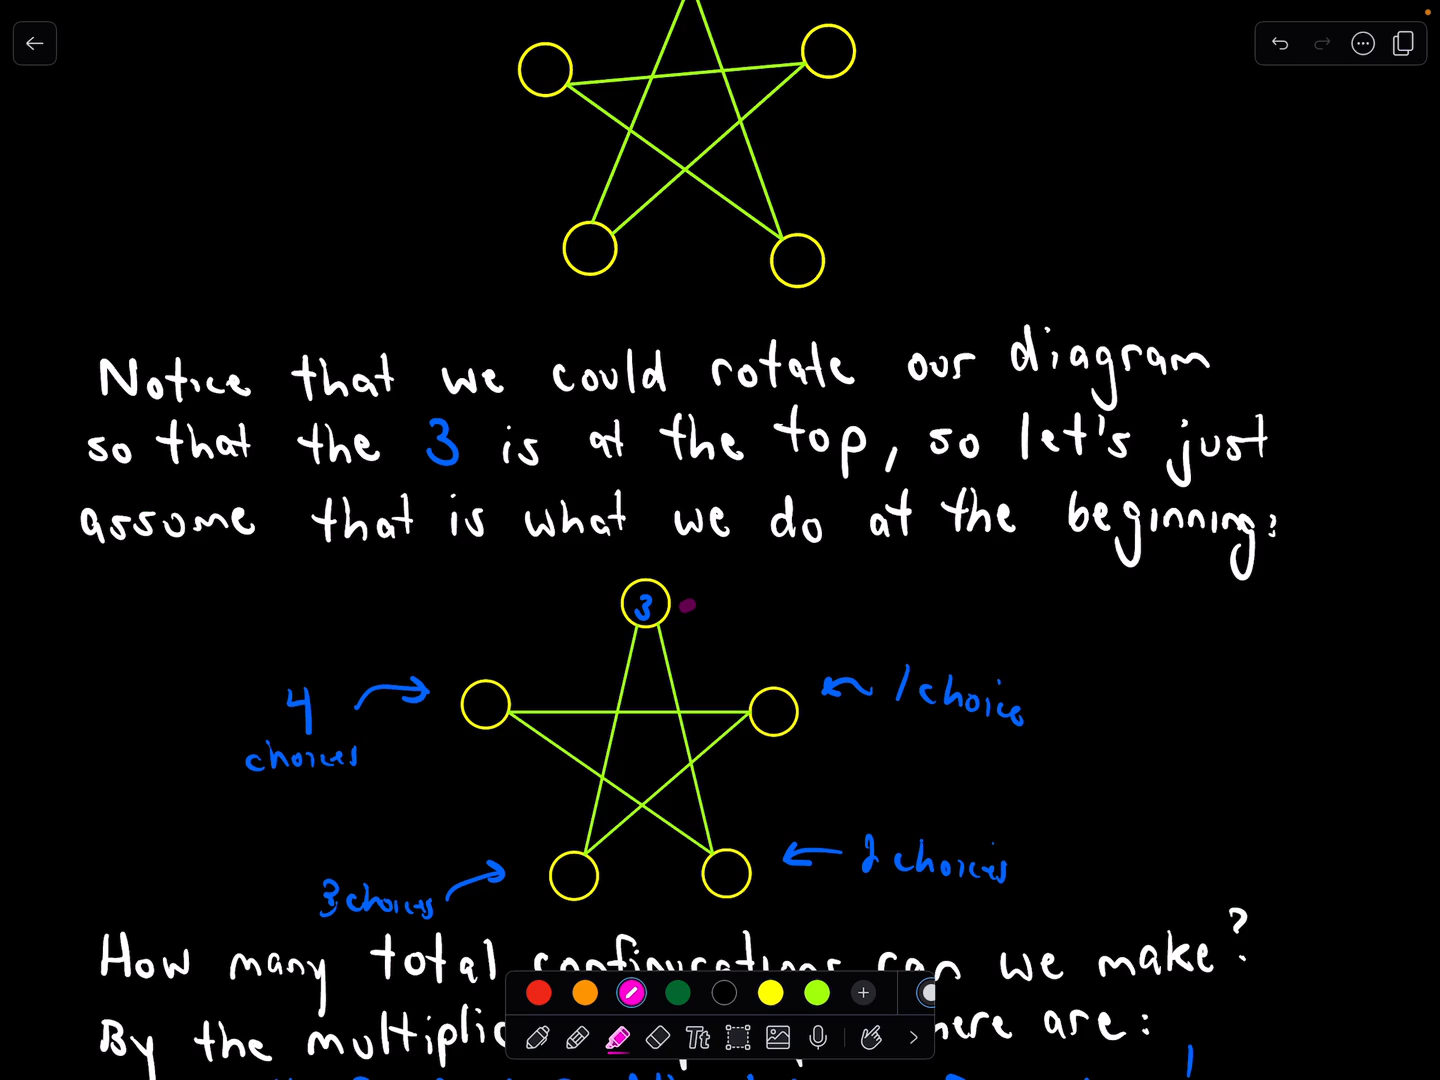 Notice that we could rotate our diagram
so that the 3 is at the top, so let's just
assume that is what we do at the beginning:
3
4
choices
1 choice
3 choices
2 choices
How many total configurations can we make?
By the multiplic
here are:
Tt